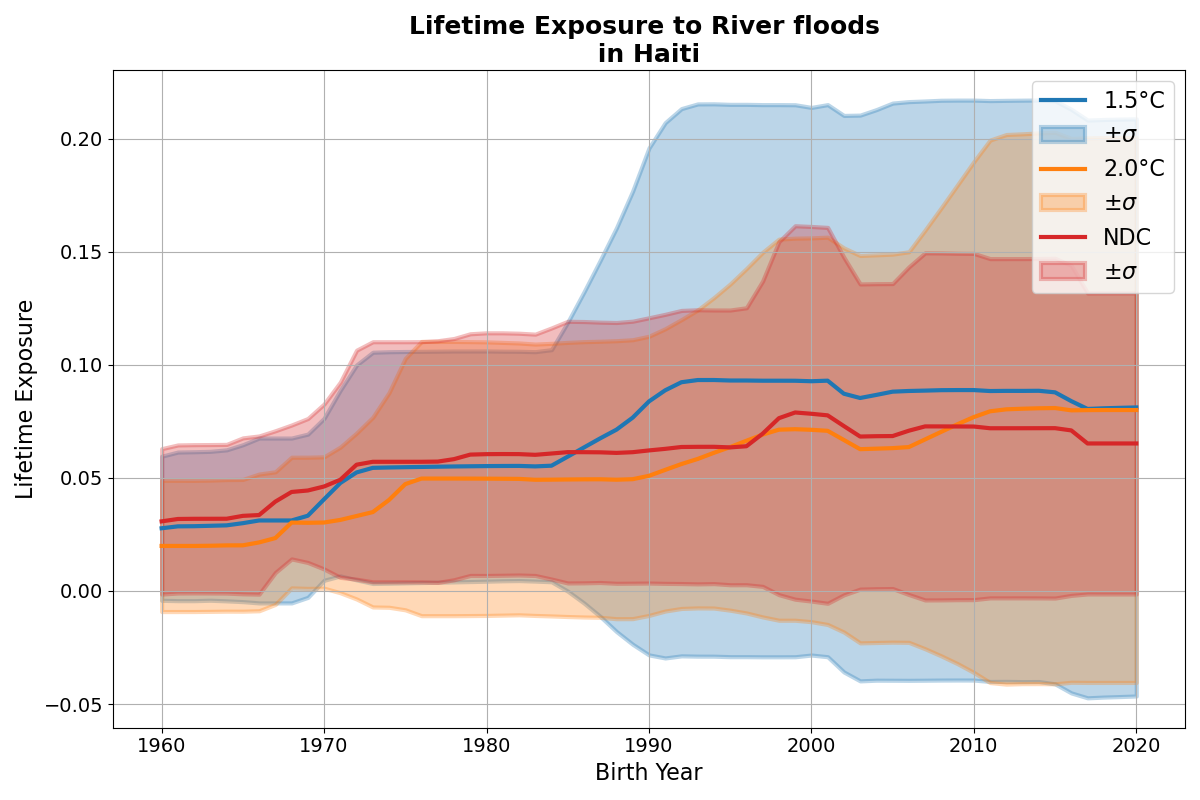 Lifetime Exposure to River floods
in Haiti
Lifetime Exposure
0.20
0.15
0.10
0.05
0.00
−0.05
1960
1970
1980
1990
2000
2010
2020
Birth Year
1.5°C
±σ
2.0°C
±σ
NDC
±σ